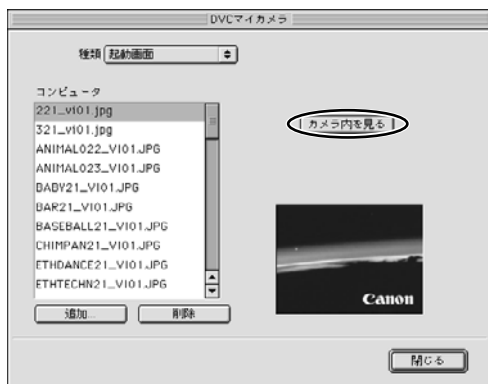 DVCマイカメラ
種類 起動画面
コンピュータ
221_vi01.jpg
321_vi01.jpg
ANIMAL022_VI01.JPG
ANIMAL023_VI01.JPG
BABY21_VI01.JPG
BAR21_VI01.JPG
BASEBALL21_VI01.JPG
CHIMPAN21_VI01.JPG
ETHDANCE21_VI01.JPG
ETHTECHN21_VI01.JPG
追加... 削除
カメラ内を見る
Canon
閉じる